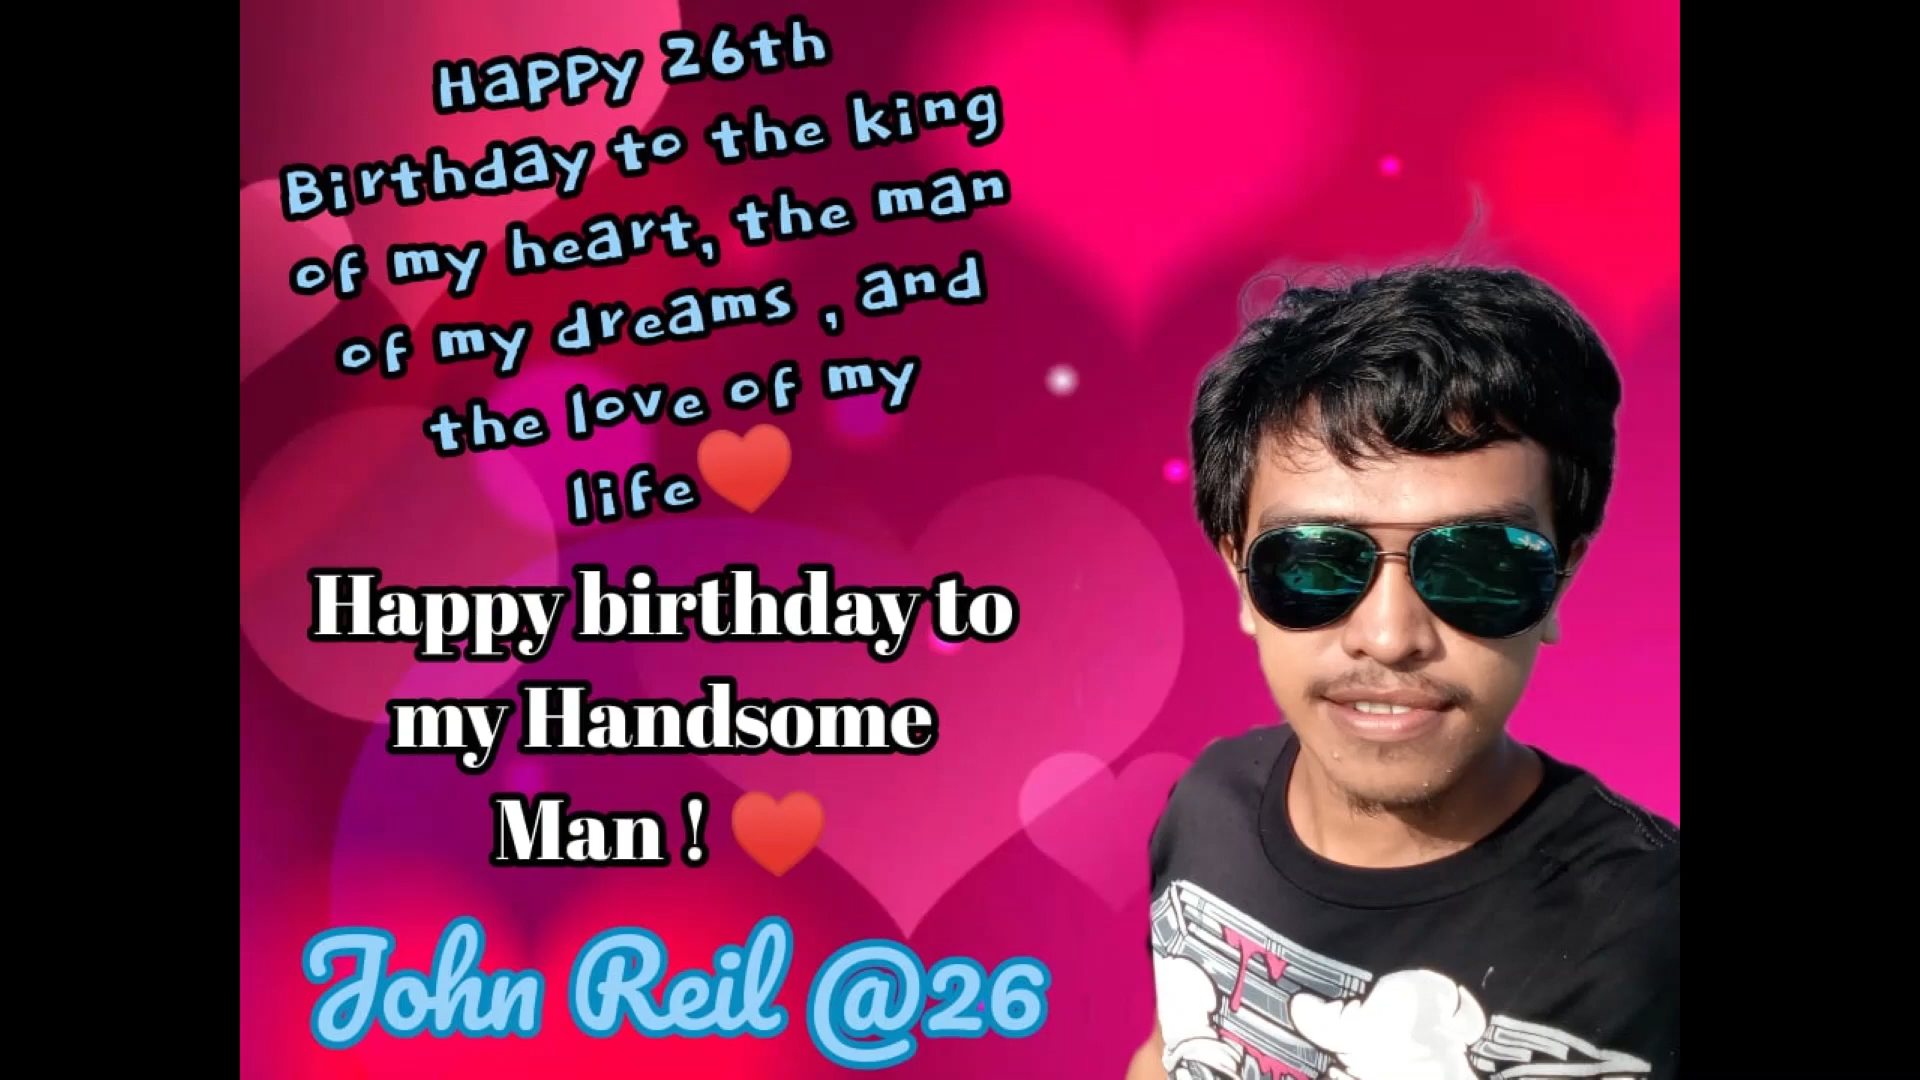 Happy 26th
Birthday to the king
of my heart, the man
of my dreams , and
the love of my
life♥️
Happy birthday to
my Handsome
Man ! ♥️
John Reil @26